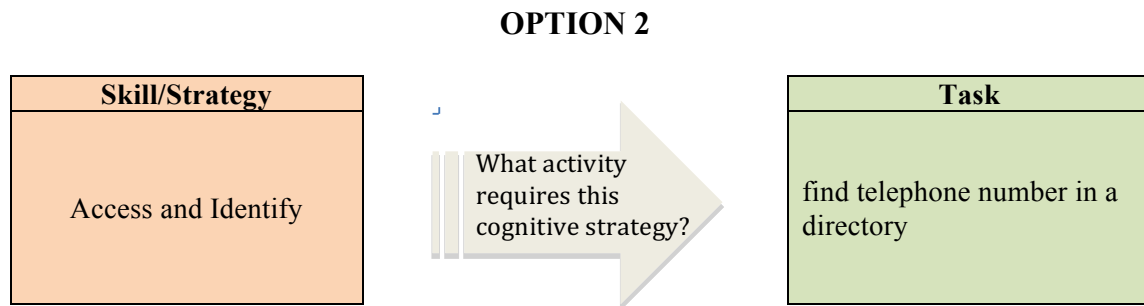 OPTION 2
Skill/Strategy
Access and Identify
What activity
requires this
cognitive strategy?
Task
find telephone number in a
directory